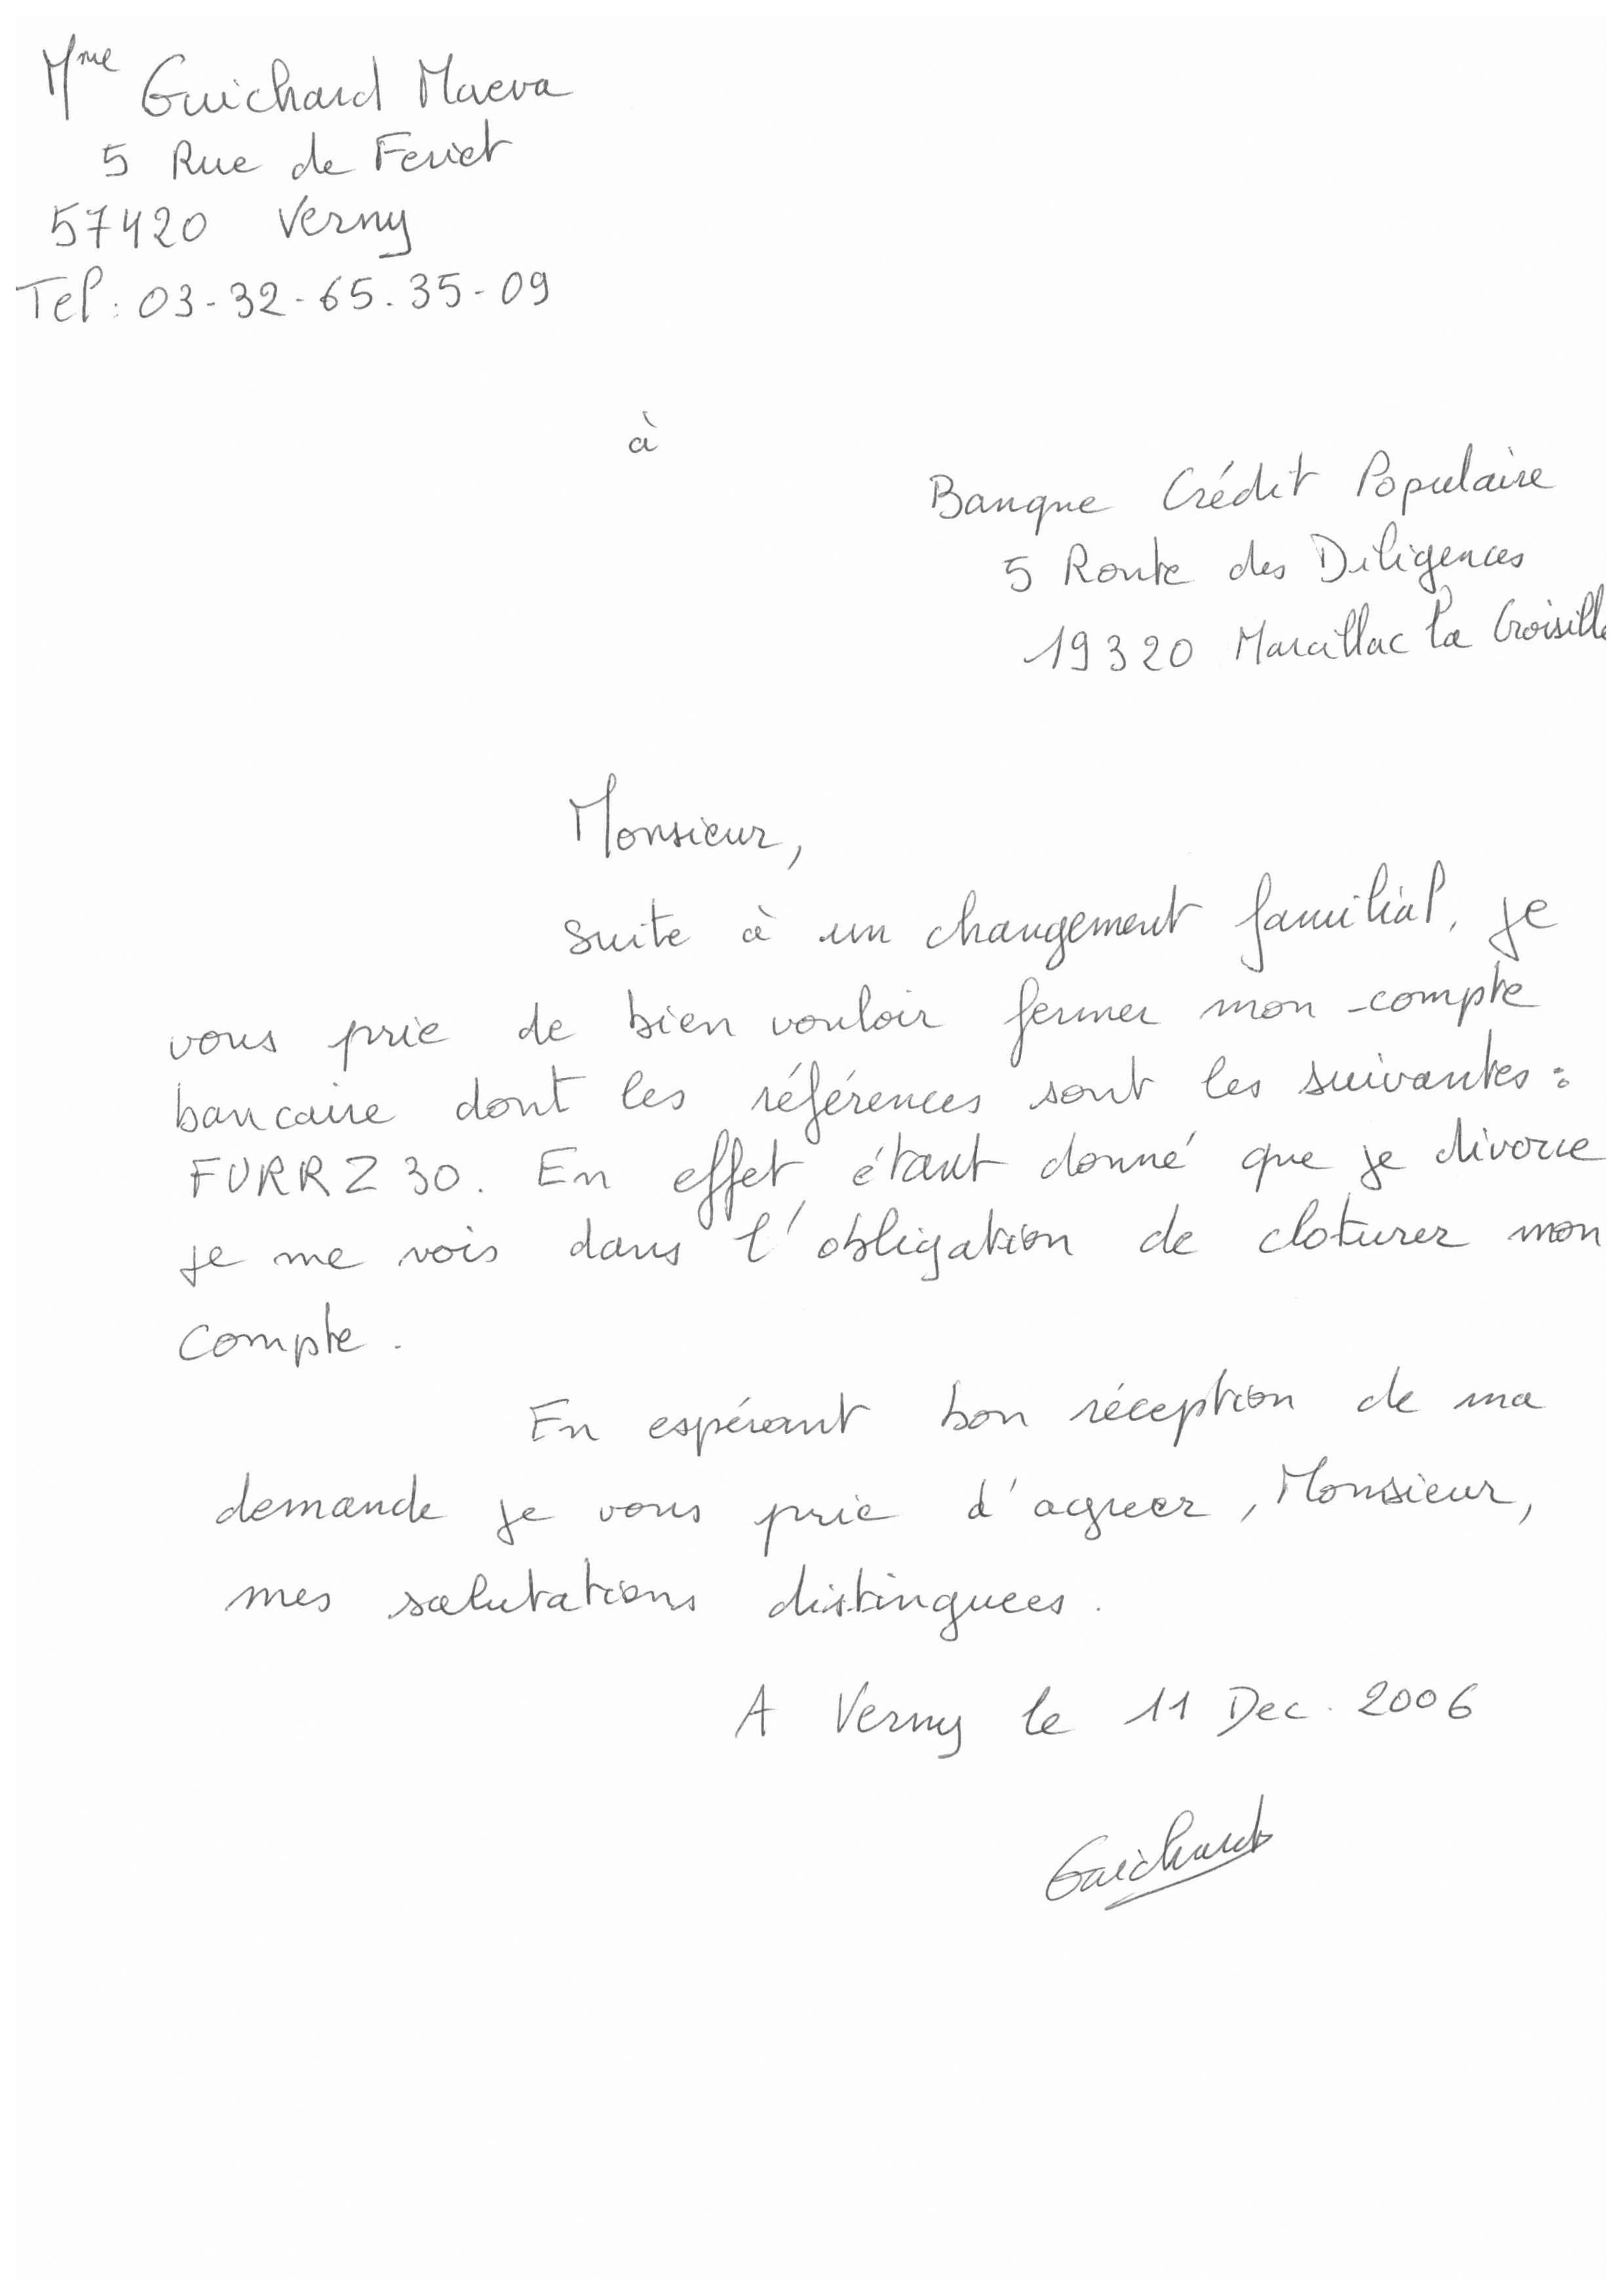 Mme Guichard Maeva
5 Rue de Feriet
57420 Verny
Tel : 03-32-65.35-09
à
Banque Crédit Populaire
5 Route des Diligences
19320 Marcillac la Croisille
Monsieur,
suite à un changement familial, je
vous prie de bien vouloir fermer mon compte
bancaire dont les références sont les suivantes :
FURRZ30. En effet étant donné que je divorce
je me vois dans l'obligation de cloturer mon
compte.
En espérant bon réception de ma
demande je vous prie d'agreer, Monsieur,
mes salutations distinguees.
A Verny le 11 Dec. 2006
Guichard